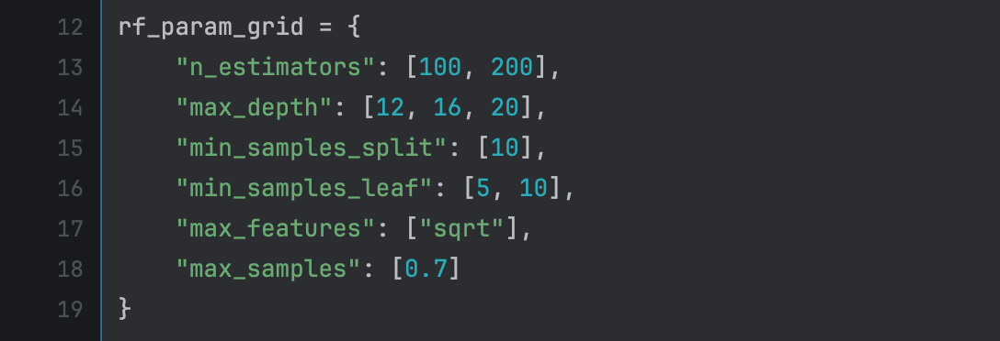 12 rf_param_grid = {
13     "n_estimators": [100, 200],
14     "max_depth": [12, 16, 20],
15     "min_samples_split": [10],
16     "min_samples_leaf": [5, 10],
17     "max_features": ["sqrt"],
18     "max_samples": [0.7]
19 }